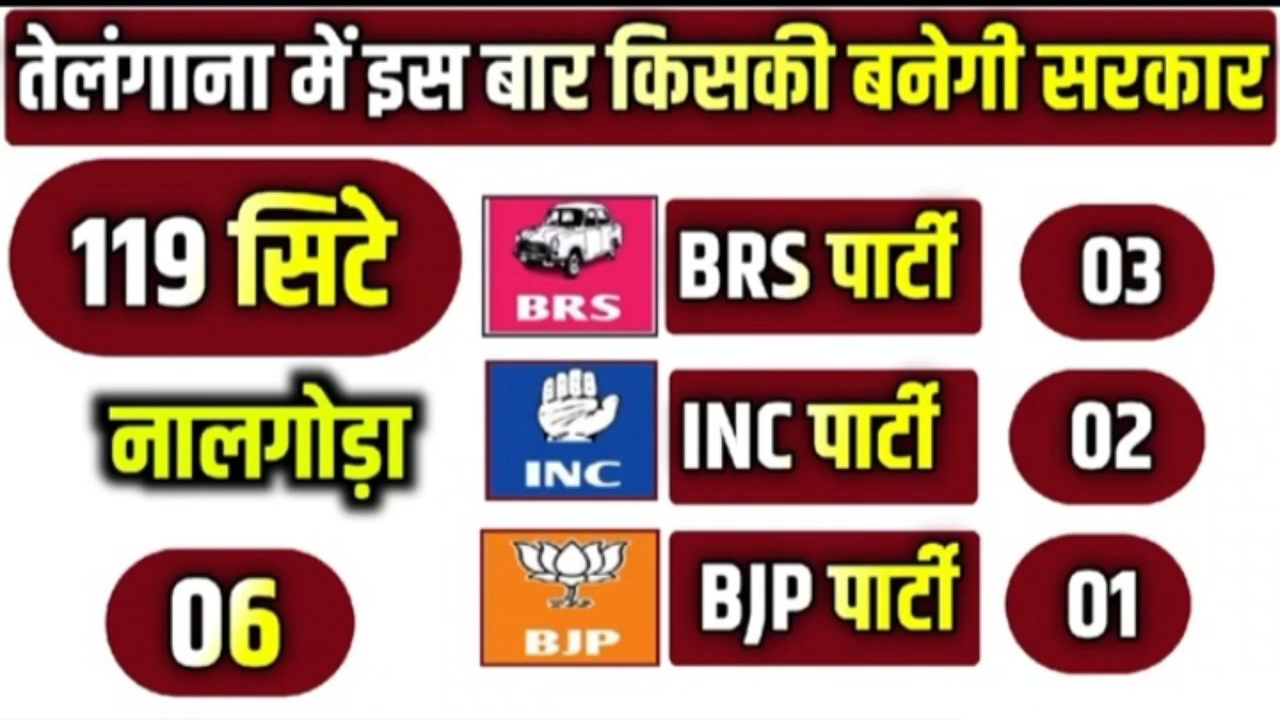 तेलंगाना में इस बार किसकी बनेगी सरकार
119 सिटे
नालगोड़ा
06
BRS
BRS पार्टी
03
INC
INC पार्टी
02
BJP
BJP पार्टी
01